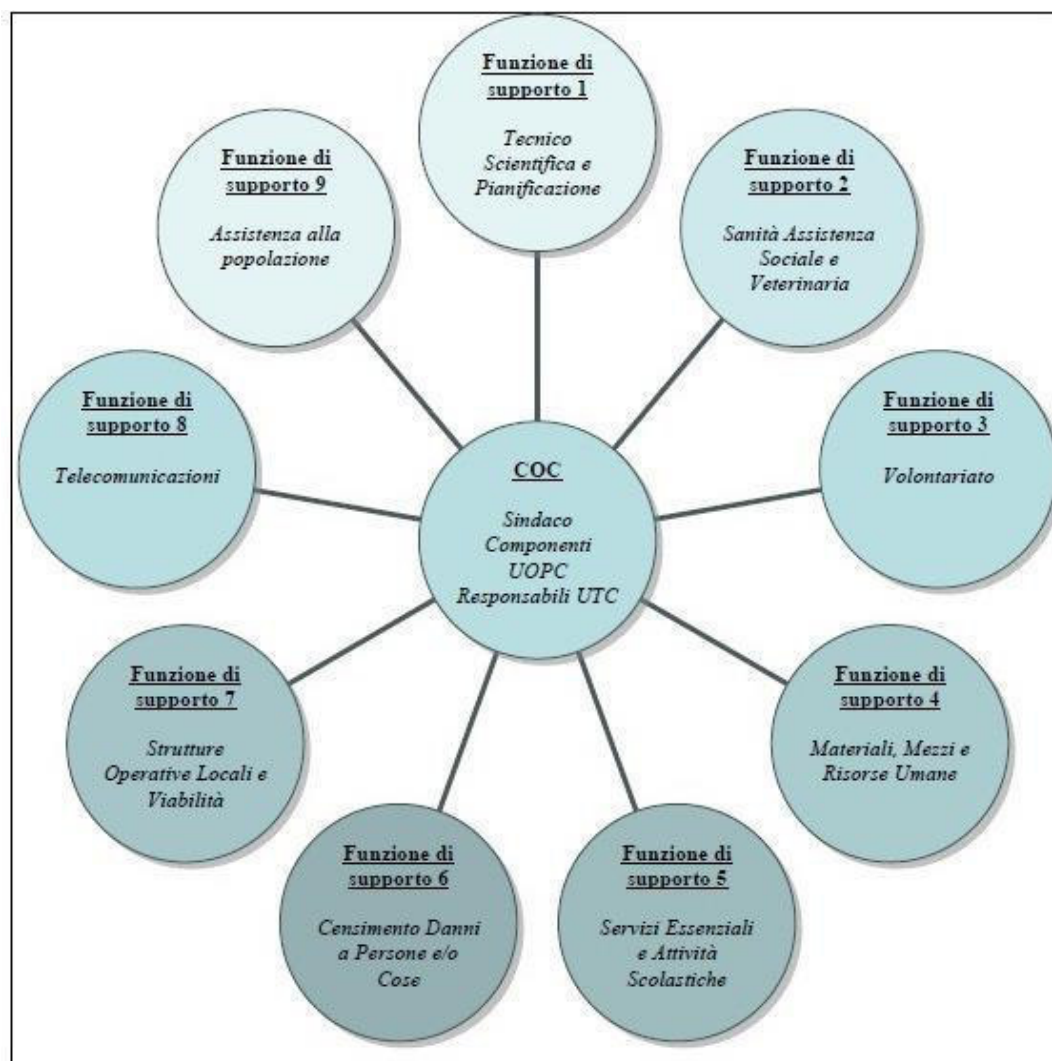 Funzione di
supporto 1
Tecnico
Scientifica e
Pianificazione
Funzione di
supporto 2
Sanità Assistenza
Sociale e
Veterinaria
Funzione di
supporto 3
Volontariato
Funzione di
supporto 4
Materiali, Mezzi e
Risorse Umane
Funzione di
supporto 5
Servizi Essenziali
e Attività
Scolastiche
Funzione di
supporto 6
Censimento Danni
a Persone e/o
Cose
Funzione di
supporto 7
Strutture
Operative Locali e
Viabilità
Funzione di
supporto 8
Telecomunicazioni
Funzione di
supporto 9
Assistenza alla
popolazione
COC
Sindaco
Componenti
UOPC
Responsabili UTC